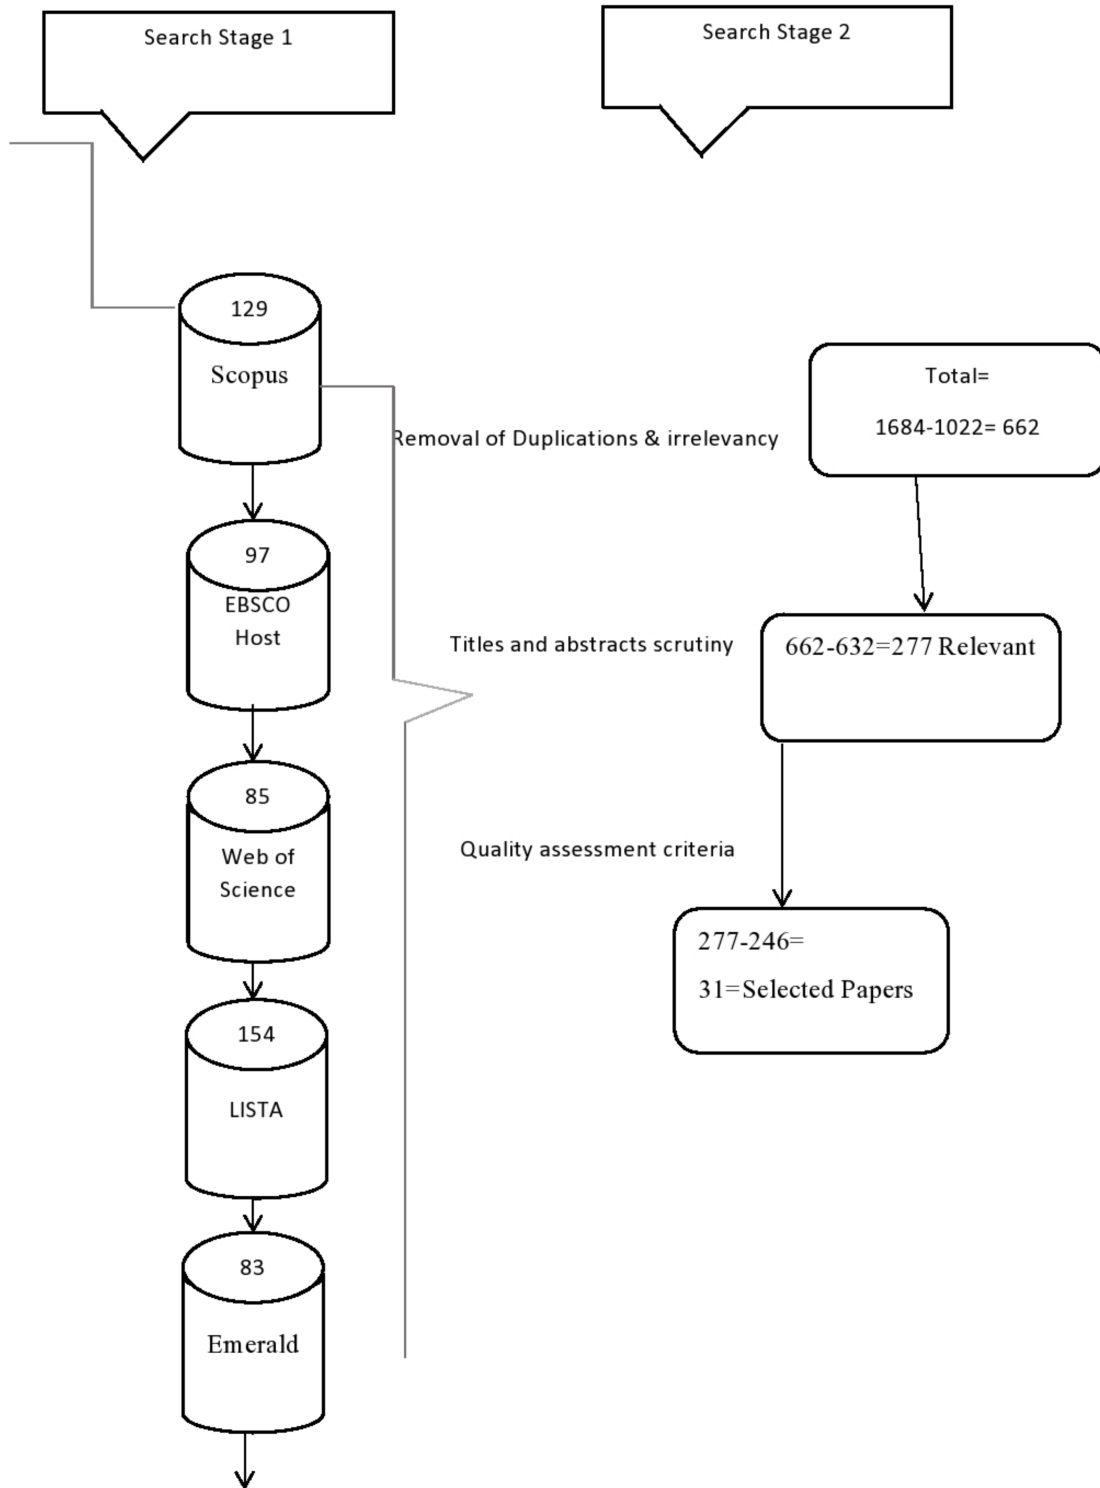 Search Stage 1
Search Stage 2
129
Scopus
97
EBSCO
Host
85
Web of
Science
154
LISTA
83
Emerald
Removal of Duplications & irrelevancy
Titles and abstracts scrutiny
Quality assessment criteria
Total=
1684-1022= 662
662-632=277 Relevant
277-246=
31=Selected Papers